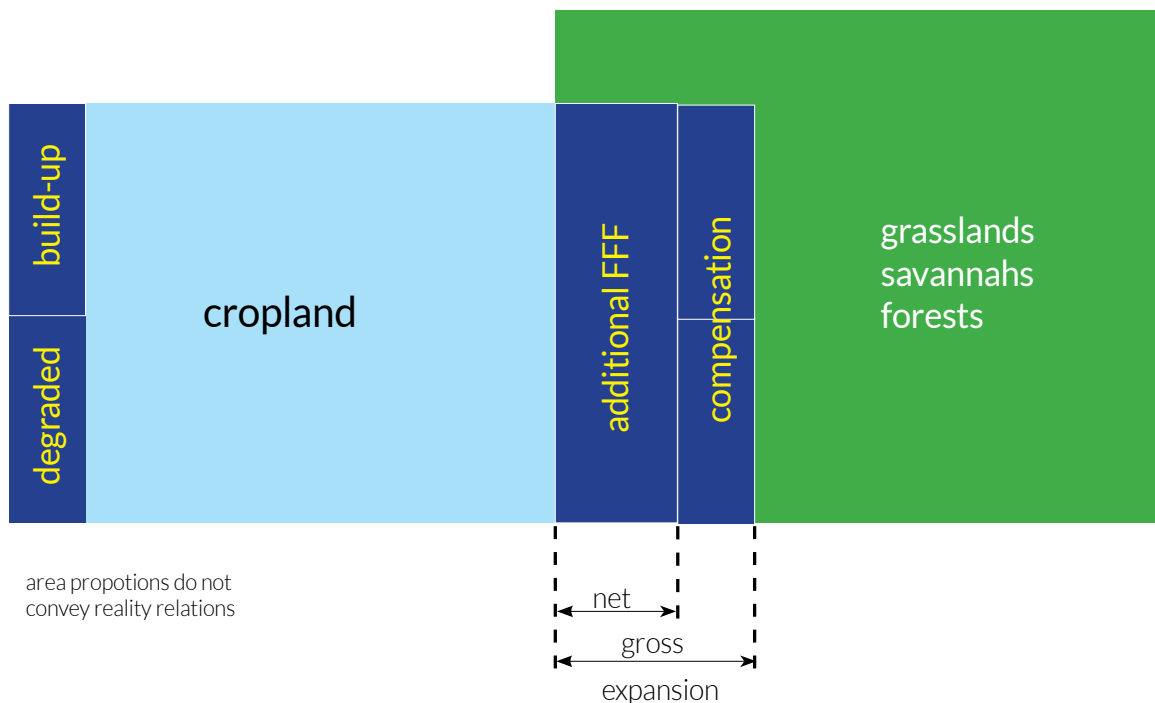 build-up
degraded
cropland
additional FFF
compensation
grasslands
savannahs
forests
area propotions do not
convey reality relations
net
gross
expansion